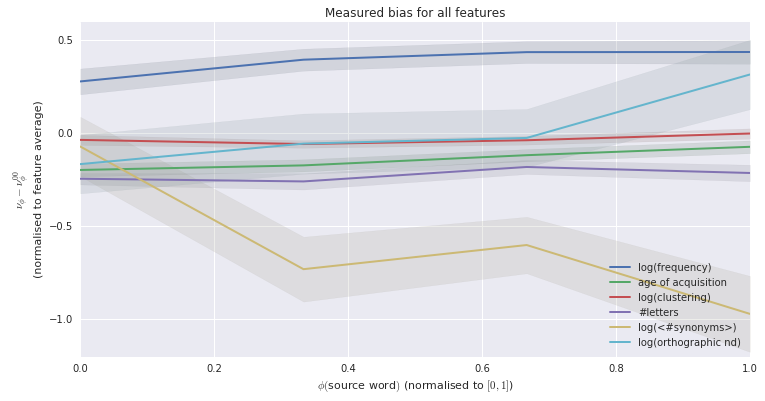 Measured bias for all features
0.5
0.0
−0.5
−1.0
ν_ϕ − ν_ϕ^00
(normalised to feature average)
log(frequency)
age of acquisition
log(clustering)
#letters
log(<#synonyms>)
log(orthographic nd)
0.0 0.2 0.4 0.6 0.8 1.0
ϕ(source word) (normalised to [0, 1])